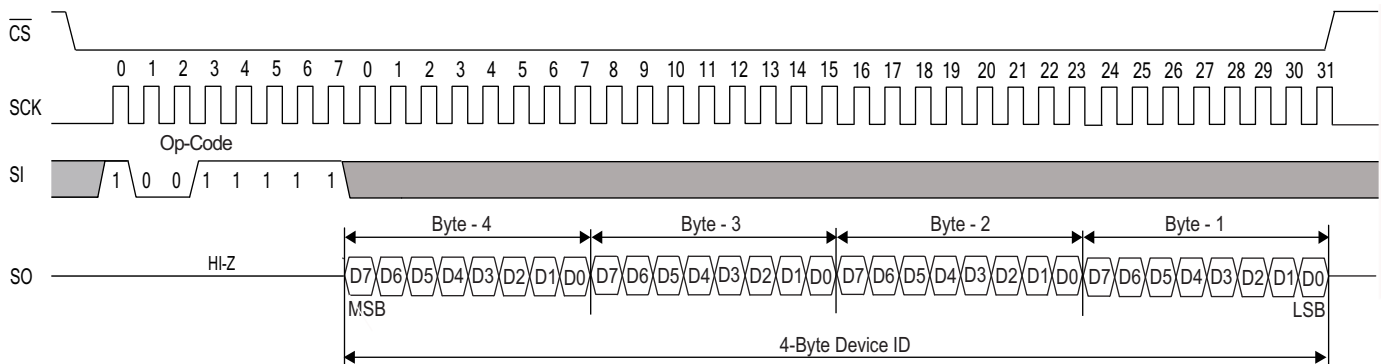 CS
0 1 2 3 4 5 6 7 0 1 2 3 4 5 6 7 8 9 10 11 12 13 14 15 16 17 18 19 20 21 22 23 24 25 26 27 28 29 30 31
SCK
Op-Code
SI 1 0 0 1 1 1 1 1
Byte - 4 Byte - 3 Byte - 2 Byte - 1
SO HI-Z D7 D6 D5 D4 D3 D2 D1 D0 D7 D6 D5 D4 D3 D2 D1 D0 D7 D6 D5 D4 D3 D2 D1 D0 D7 D6 D5 D4 D3 D2 D1 D0
MSB LSB
4-Byte Device ID